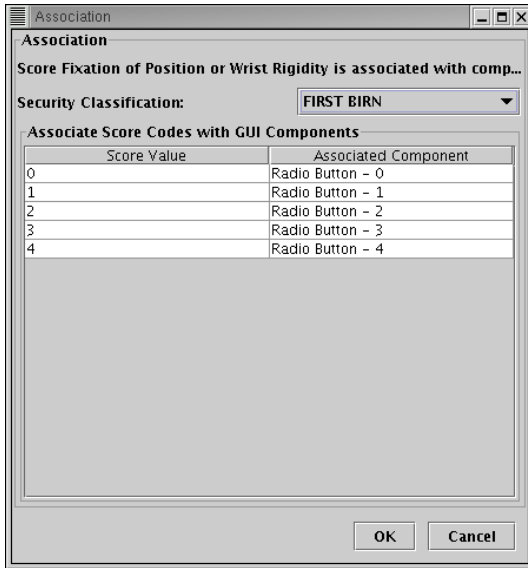 Association
Association
Score Fixation of Position or Wrist Rigidity is associated with comp...
Security Classification: FIRST BIRN
Associate Score Codes with GUI Components
Score Value Associated Component
0 Radio Button - 0
1 Radio Button - 1
2 Radio Button - 2
3 Radio Button - 3
4 Radio Button - 4
OK Cancel